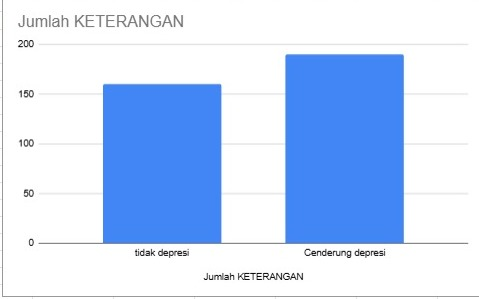 Jumlah KETERANGAN
200
150
100
50
0
tidak depresi
Cenderung depresi
Jumlah KETERANGAN